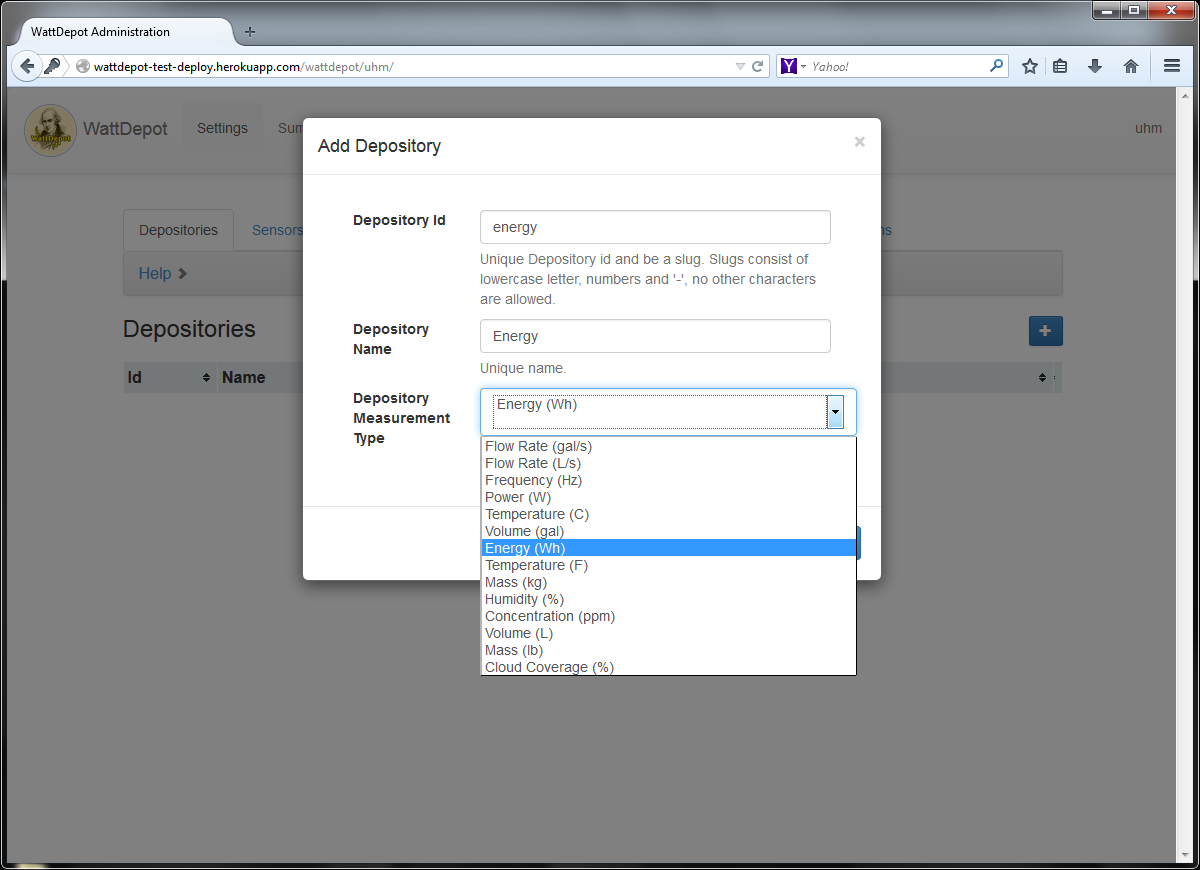 WattDepot Administration
wattdepot-test-deploy.herokuapp.com/wattdepot/uhm/
Y Yahoo!
WattDepot
WattDepot
Settings
Sum
uhm
Add Depository ×
Depositories
Sensors
ns
Help
Depositories
Id
Name
Depository Id
energy
Unique Depository id and be a slug. Slugs consist of
lowercase letter, numbers and '-', no other characters
are allowed.
Depository
Name
Energy
Unique name.
Depository
Measurement
Type
Energy (Wh)
Flow Rate (gal/s)
Flow Rate (L/s)
Frequency (Hz)
Power (W)
Temperature (C)
Volume (gal)
Energy (Wh)
Temperature (F)
Mass (kg)
Humidity (%)
Concentration (ppm)
Volume (L)
Mass (lb)
Cloud Coverage (%)